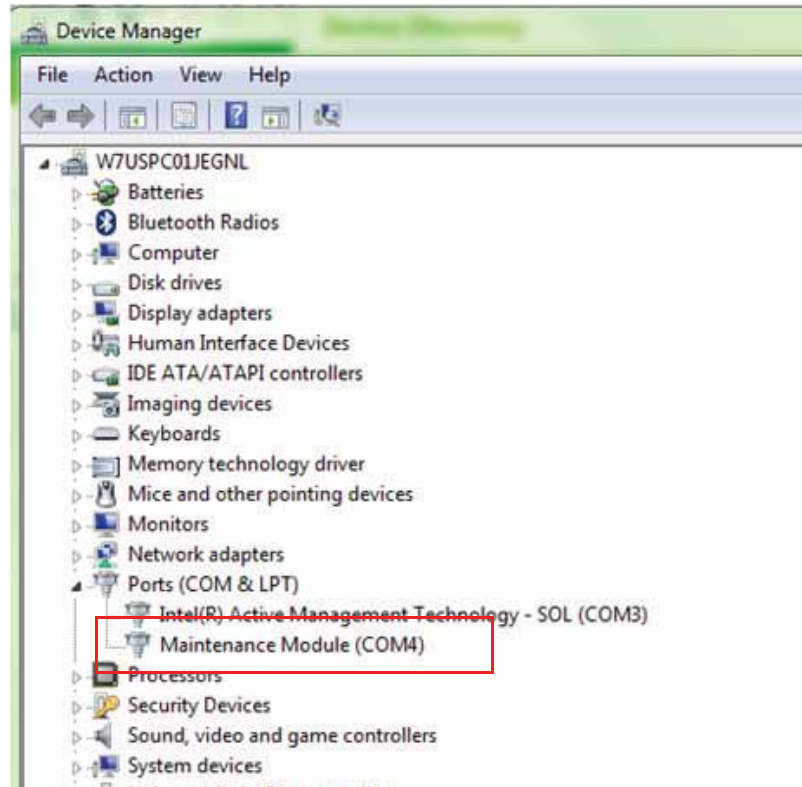 Device Manager
File Action View Help
W7USPC01JEGNL
Batteries
Bluetooth Radios
Computer
Disk drives
Display adapters
Human Interface Devices
IDE ATA/ATAPI controllers
Imaging devices
Keyboards
Memory technology driver
Mice and other pointing devices
Monitors
Network adapters
Ports (COM & LPT)
Intel(R) Active Management Technology - SOL (COM3)
Maintenance Module (COM4)
Processors
Security Devices
Sound, video and game controllers
System devices